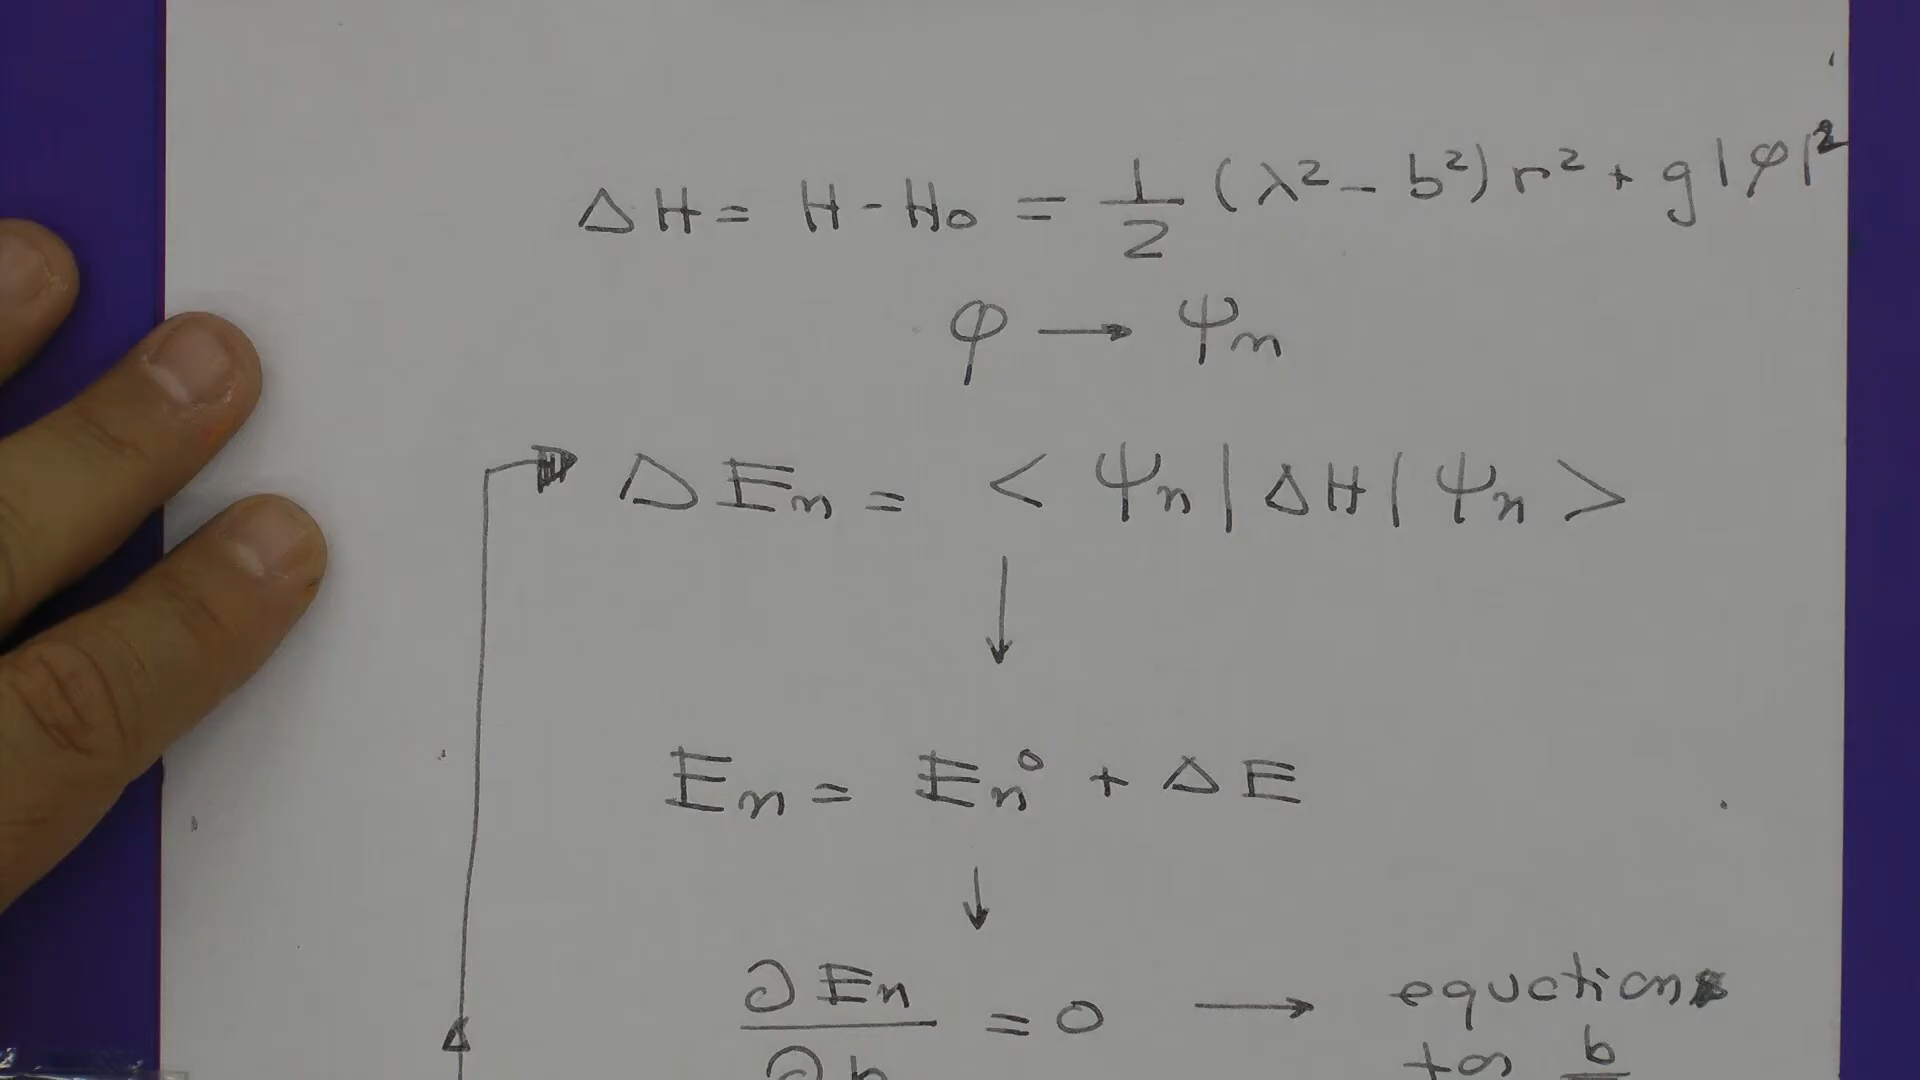 ΔH = H - H₀ = 1/2 (λ² - b²) r² + g|φ|²
φ → ψn
ΔEn = < ψn | ΔH | ψn >
↓
En = En⁰ + ΔE
↓
∂En/∂b = 0 → equations
for b